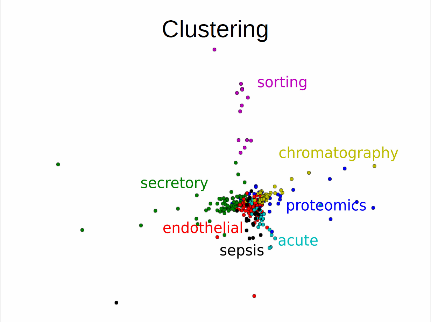 Clustering
sorting
chromatography
secretory
proteomics
endothelial
acute
sepsis